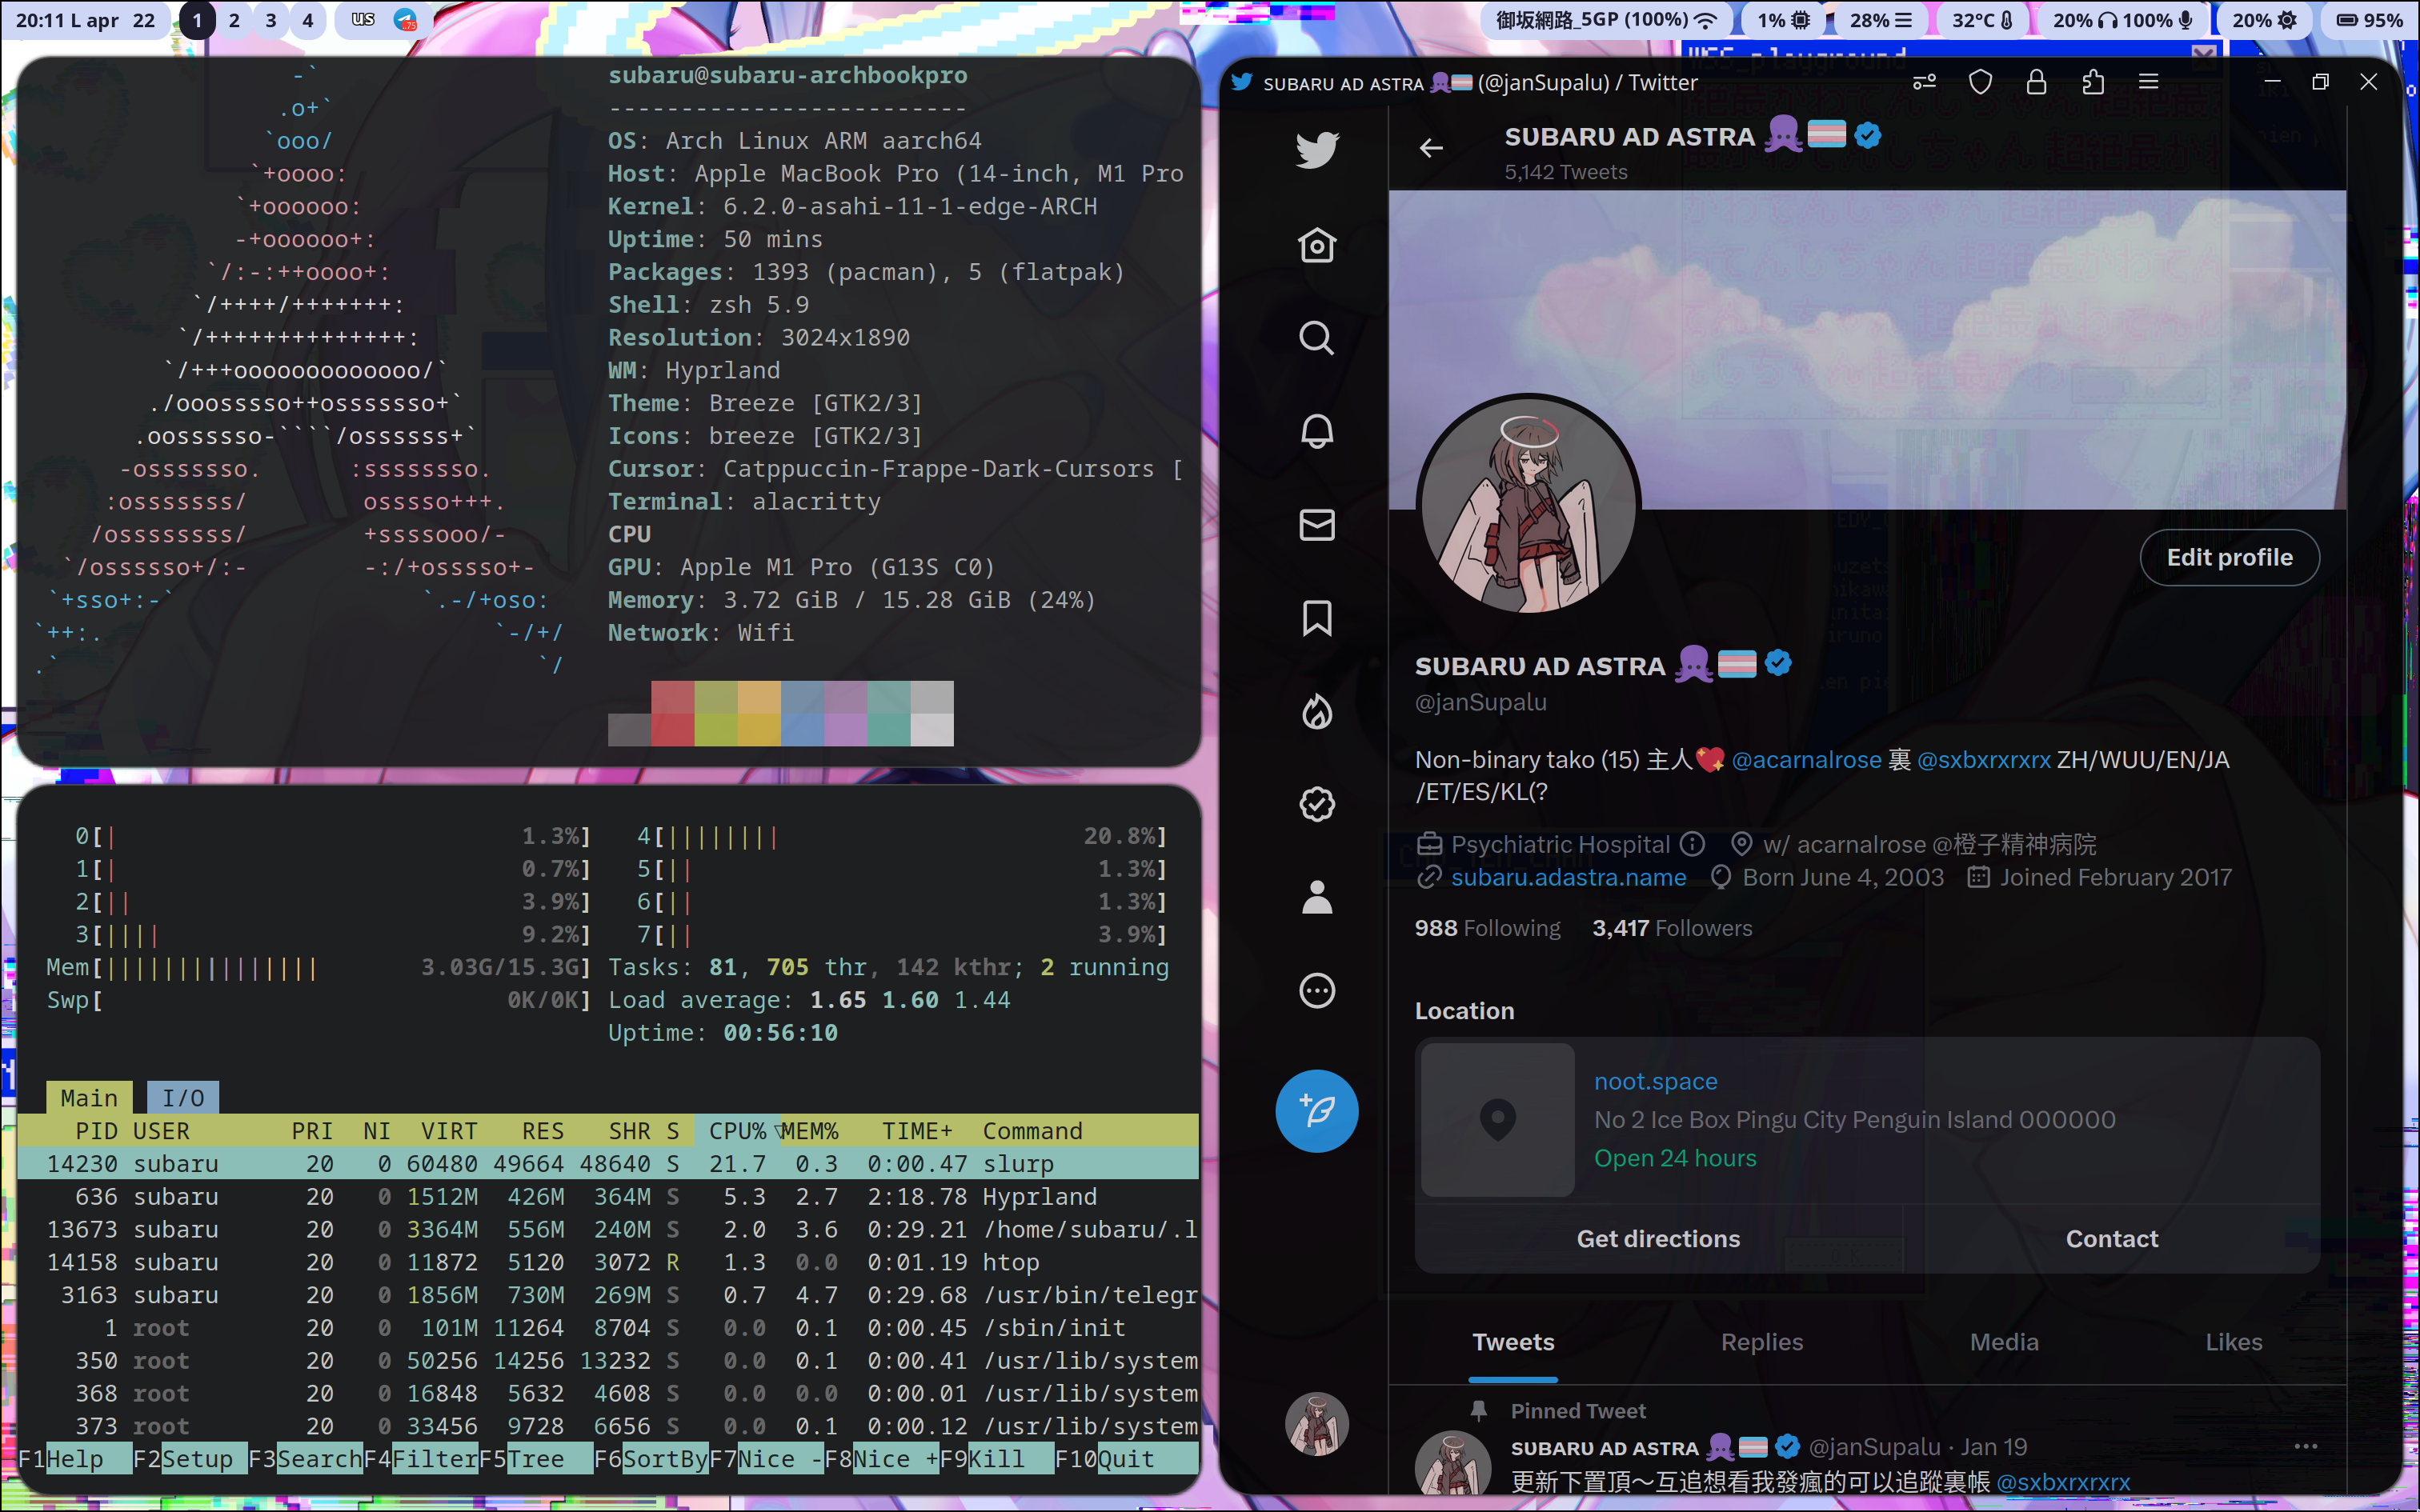 20:11 L apr 22
1 2 3 4
us
75
御坂網路_5GP (100%)
1%
28%
32°C
20% 100%
20%
95%
subaru@subaru-archbookpro
-------------------------
OS: Arch Linux ARM aarch64
Host: Apple MacBook Pro (14-inch, M1 Pro
Kernel: 6.2.0-asahi-11-1-edge-ARCH
Uptime: 50 mins
Packages: 1393 (pacman), 5 (flatpak)
Shell: zsh 5.9
Resolution: 3024x1890
WM: Hyprland
Theme: Breeze [GTK2/3]
Icons: breeze [GTK2/3]
Cursor: Catppuccin-Frappe-Dark-Cursors [
Terminal: alacritty
CPU
GPU: Apple M1 Pro (G13S C0)
Memory: 3.72 GiB / 15.28 GiB (24%)
Network: Wifi
0[| 1.3%] 4[|||||||| 20.8%]
1[| 0.7%] 5[|| 1.3%]
2[|| 3.9%] 6[|| 1.3%]
3[|||| 9.2%] 7[|| 3.9%]
Mem[||||||||||||||| 3.03G/15.3G] Tasks: 81, 705 thr, 142 kthr; 2 running
Swp[ 0K/0K] Load average: 1.65 1.60 1.44
Uptime: 00:56:10
Main I/O
PID USER PRI NI VIRT RES SHR S CPU%▽MEM% TIME+ Command
14230 subaru 20 0 60480 49664 48640 S 21.7 0.3 0:00.47 slurp
636 subaru 20 0 1512M 426M 364M S 5.3 2.7 2:18.78 Hyprland
13673 subaru 20 0 3364M 556M 240M S 2.0 3.6 0:29.21 /home/subaru/.l
14158 subaru 20 0 11872 5120 3072 R 1.3 0.0 0:01.19 htop
3163 subaru 20 0 1856M 730M 269M S 0.7 4.7 0:29.68 /usr/bin/telegr
1 root 20 0 101M 11264 8704 S 0.0 0.1 0:00.45 /sbin/init
350 root 20 0 50256 14256 13232 S 0.0 0.1 0:00.41 /usr/lib/system
368 root 20 0 16848 5632 4608 S 0.0 0.0 0:00.01 /usr/lib/system
373 root 20 0 33456 9728 6656 S 0.0 0.1 0:00.12 /usr/lib/system
F1Help F2Setup F3SearchF4FilterF5Tree F6SortByF7Nice -F8Nice +F9Kill F10Quit
SUBARU AD ASTRA 🐙🏳️‍⚧️ (@janSupalu) / Twitter
SUBARU AD ASTRA 🐙🏳️‍⚧️
5,142 Tweets
Edit profile
SUBARU AD ASTRA 🐙🏳️‍⚧️
@janSupalu
Non-binary tako (15) 主人💖 @acarnalrose 裏 @sxbxrxrxrx ZH/WUU/EN/JA
/ET/ES/KL(?
Psychiatric Hospital w/ acarnalrose @橙子精神病院
subaru.adastra.name Born June 4, 2003 Joined February 2017
988 Following 3,417 Followers
Location
noot.space
No 2 Ice Box Pingu City Penguin Island 000000
Open 24 hours
Get directions Contact
Tweets Replies Media Likes
Pinned Tweet
SUBARU AD ASTRA 🐙🏳️‍⚧️ @janSupalu · Jan 19
更新下置頂～互追想看我發瘋的可以追蹤裏帳 @sxbxrxrxrx